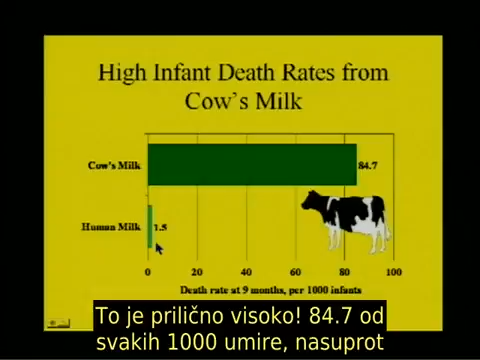 High Infant Death Rates from
Cow's Milk
Cow's Milk
84.7
Human Milk
1.5
0 20 40 60 80 100
Death rate at 9 months, per 1000 infants
To je prilično visoko! 84.7 od
svakih 1000 umire, nasuprot